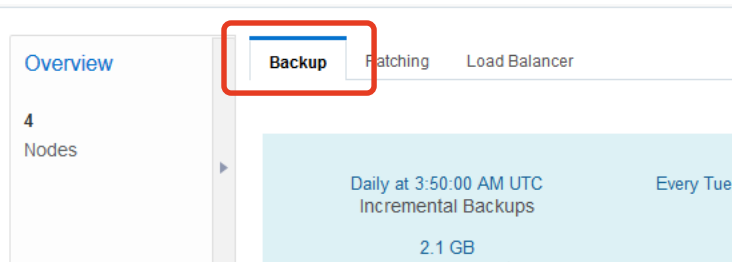 Overview
Backup Patching Load Balancer
4
Nodes
Daily at 3:50:00 AM UTC Every Tue
Incremental Backups
2.1 GB